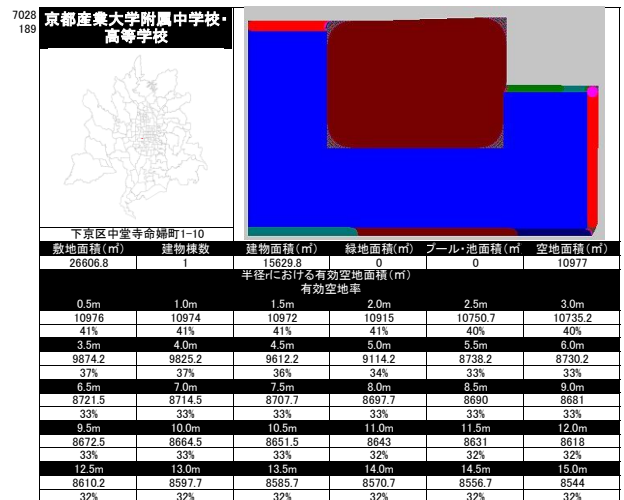 7028
189
京都産業大学附属中学校・
高等学校
下京区中堂寺命婦町1-10
敷地面積(㎡) 建物棟数 建物面積(㎡) 緑地面積(㎡) プール・池面積(㎡ 空地面積(㎡)
26606.8 1 15629.8 0 0 10977
半径rにおける有効空地面積(㎡)
有効空地率
0.5m 1.0m 1.5m 2.0m 2.5m 3.0m
10976 10974 10972 10915 10750.7 10735.2
41% 41% 41% 41% 40% 40%
3.5m 4.0m 4.5m 5.0m 5.5m 6.0m
9874.2 9825.2 9612.2 9114.2 8738.2 8730.2
37% 37% 36% 34% 33% 33%
6.5m 7.0m 7.5m 8.0m 8.5m 9.0m
8721.5 8714.5 8707.7 8697.7 8690 8681
33% 33% 33% 33% 33% 33%
9.5m 10.0m 10.5m 11.0m 11.5m 12.0m
8672.5 8664.5 8651.5 8643 8631 8618
33% 33% 33% 32% 32% 32%
12.5m 13.0m 13.5m 14.0m 14.5m 15.0m
8610.2 8597.7 8585.7 8570.7 8556.7 8544
32% 32% 32% 32% 32% 32%